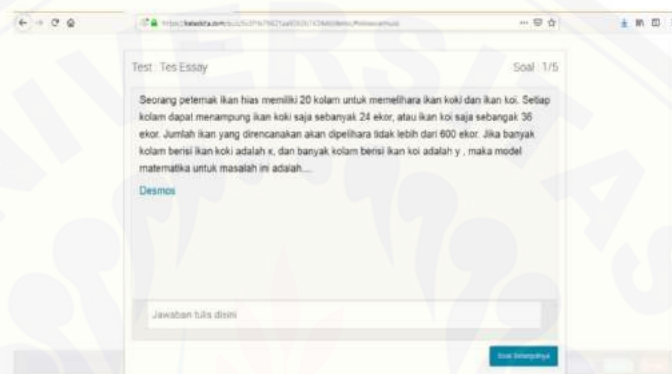 Test : Tes Essay
Soal : 1/5
Seorang peternak ikan hias memiliki 20 kolam untuk memelihara ikan koki dan ikan koi. Setiap
kolam dapat menampung ikan koki saja sebanyak 24 ekor, atau ikan koi saja sebangak 36
ekor. Jumlah ikan yang direncanakan akan dipelihara tidak lebih dari 600 ekor. Jika banyak
kolam berisi ikan koki adalah x, dan banyak kolam berisi ikan koi adalah y , maka model
matematika untuk masalah ini adalah....
Desmos
Jawaban tulis disini
Soal Selanjutnya
UNIVERSITAS